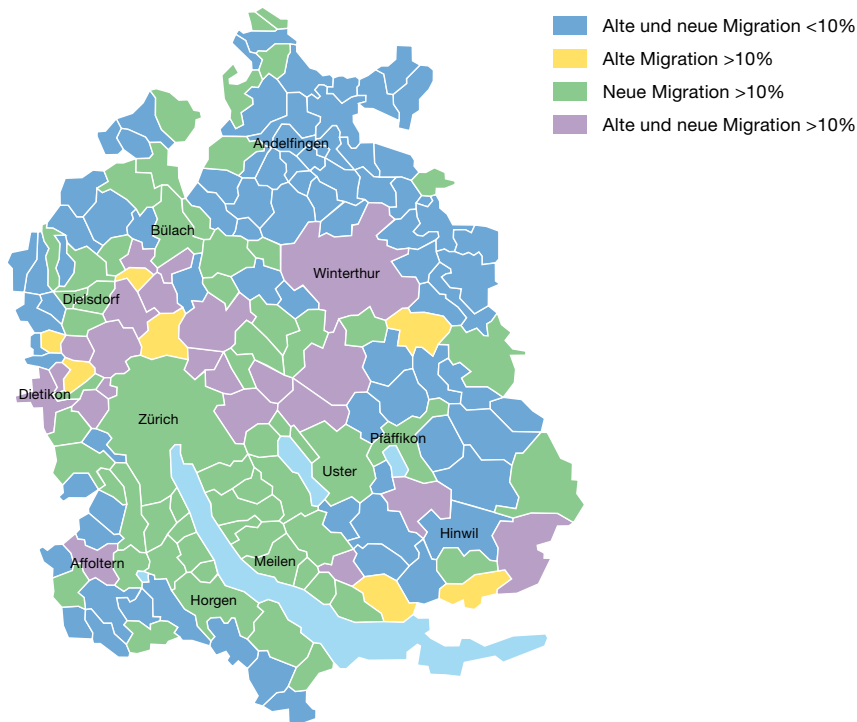 Alte und neue Migration <10%
Alte Migration >10%
Neue Migration >10%
Alte und neue Migration >10%
Andelfingen
Bülach
Winterthur
Dielsdorf
Dietikon
Zürich
Pfäffikon
Uster
Hinwil
Affoltern
Meilen
Horgen